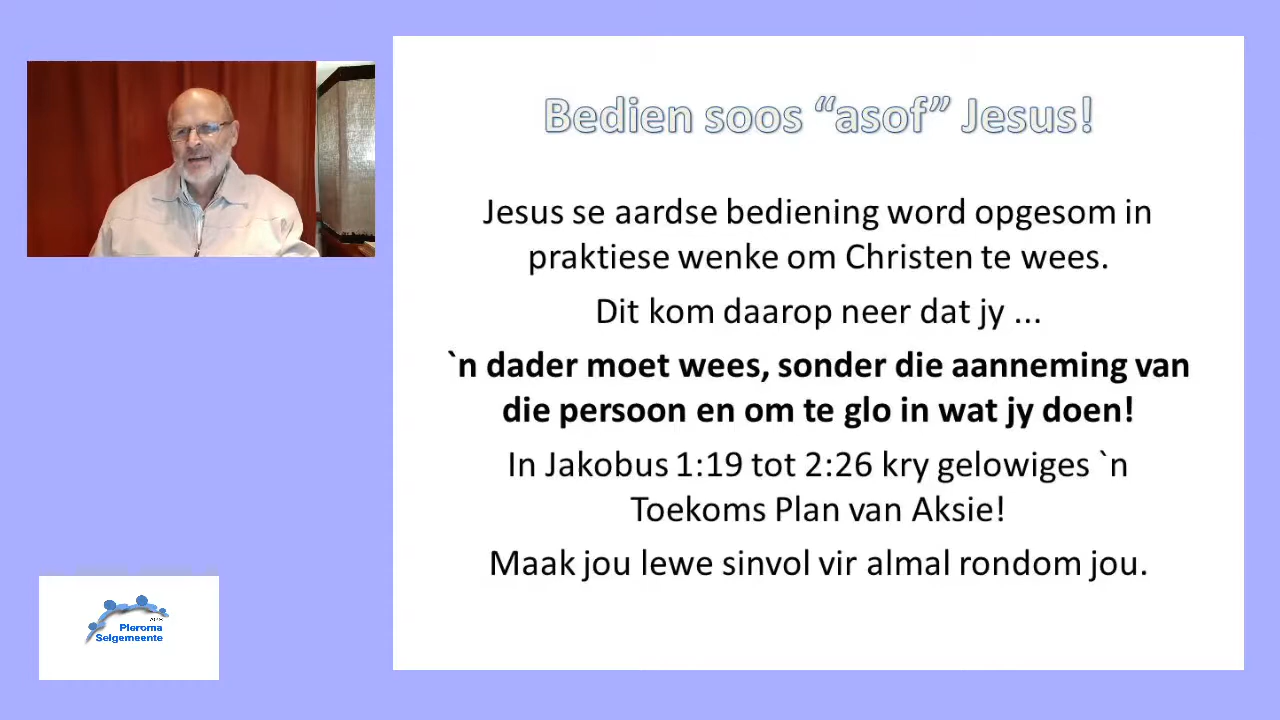 Bedien soos “asof” Jesus!
Jesus se aardse bediening word opgesom in
praktiese wenke om Christen te wees.
Dit kom daarop neer dat jy ...
`n dader moet wees, sonder die aanneming van
die persoon en om te glo in wat jy doen!
In Jakobus 1:19 tot 2:26 kry gelowiges `n
Toekoms Plan van Aksie!
Maak jou lewe sinvol vir almal rondom jou.
Pleroma
Selgemeente